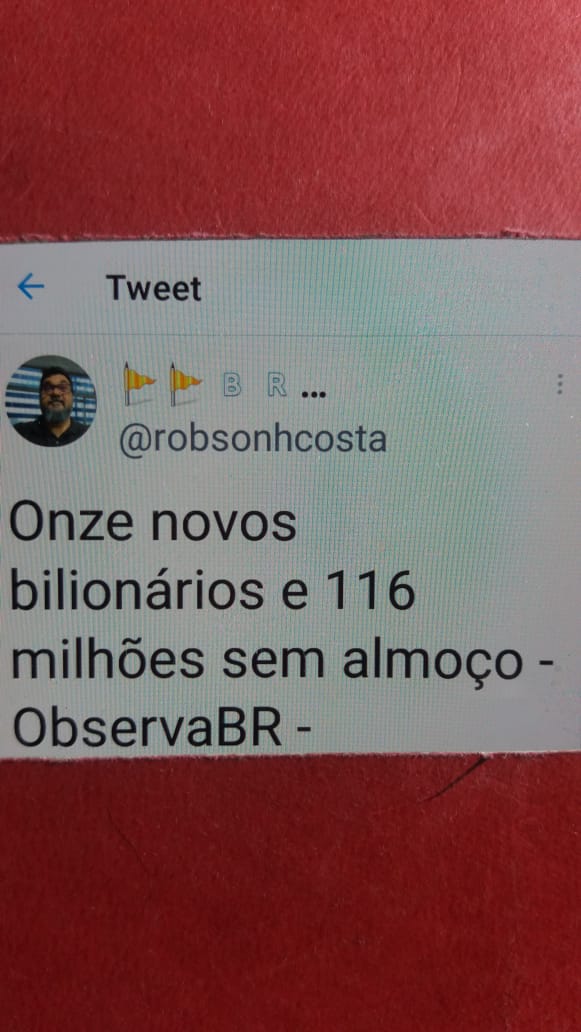 Tweet
B R ...
@robsonhcosta
Onze novos
bilionários e 116
milhões sem almoço -
ObservaBR -